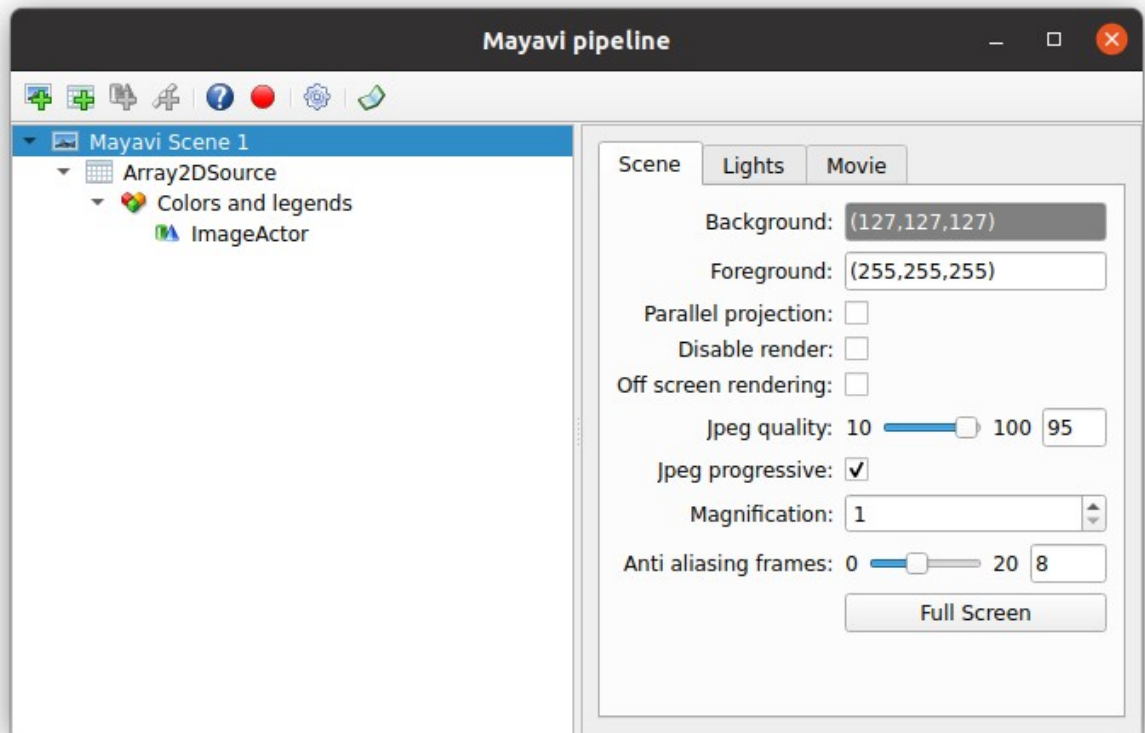 Mayavi pipeline
Mayavi Scene 1
Array2DSource
Colors and legends
ImageActor
Scene Lights Movie
Background: (127,127,127)
Foreground: (255,255,255)
Parallel projection:
Disable render:
Off screen rendering:
Jpeg quality: 10 100 95
Jpeg progressive:
Magnification: 1
Anti aliasing frames: 0 20 8
Full Screen